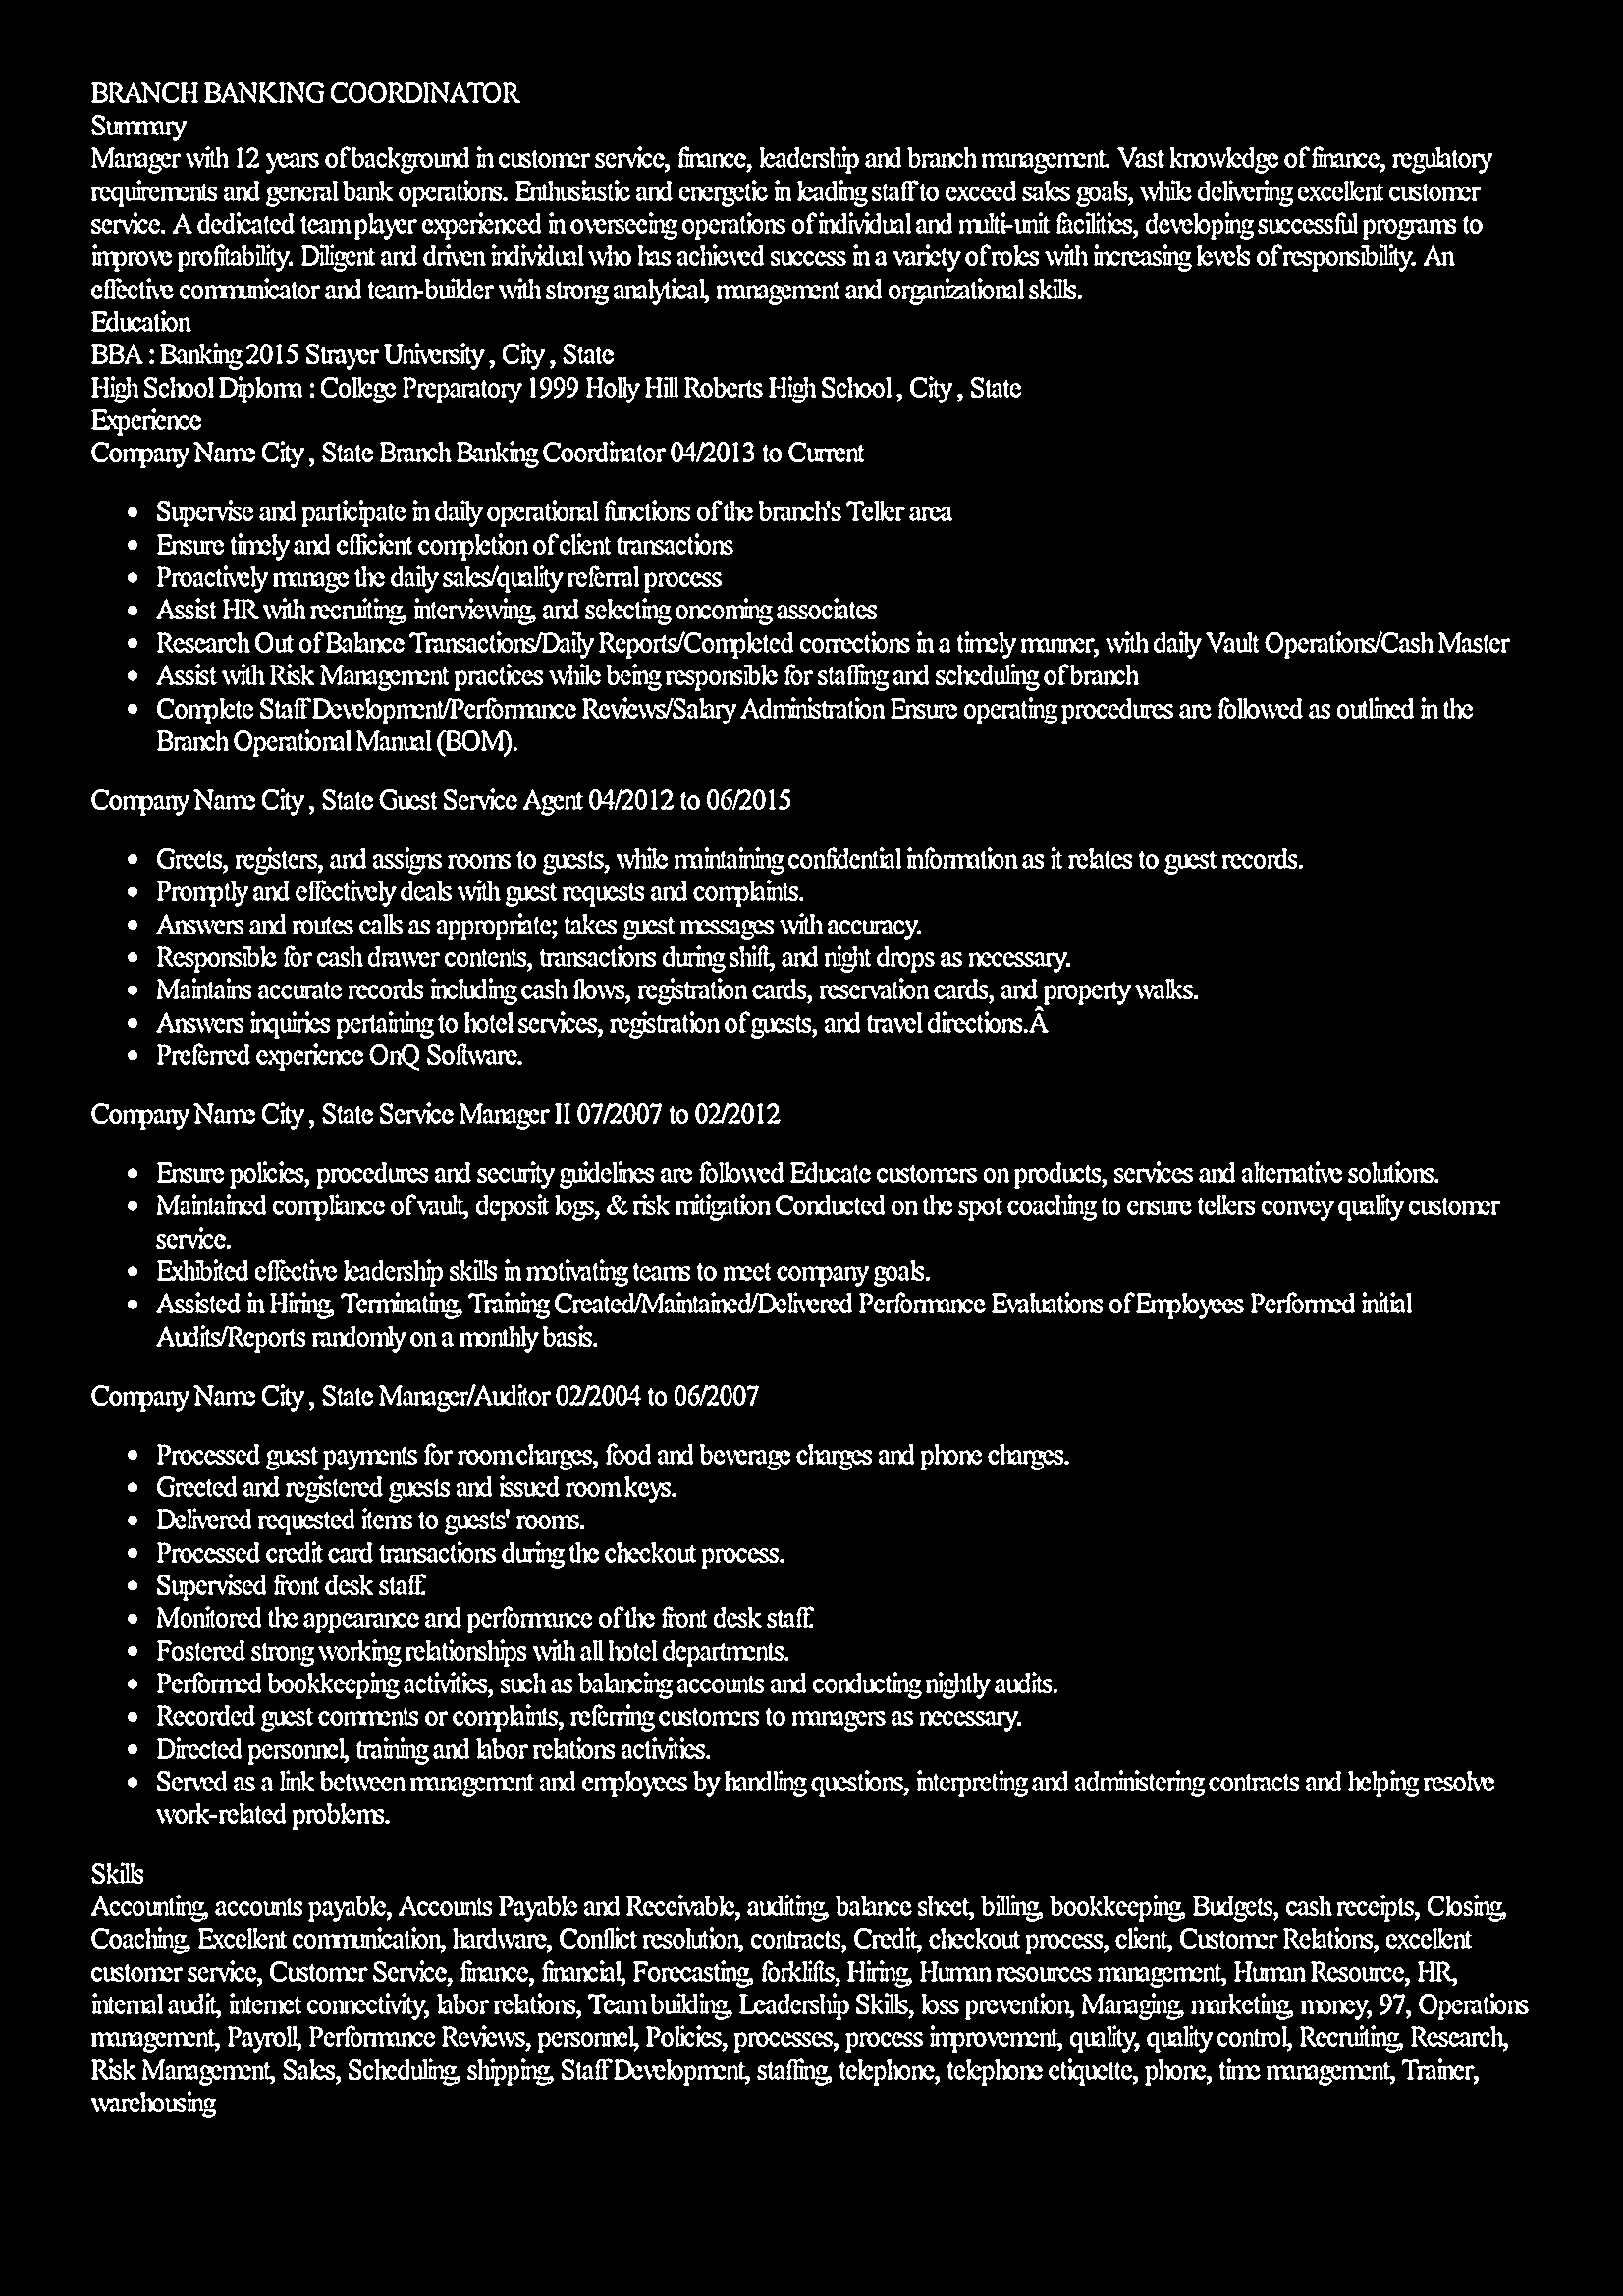 BRANCH BANKING COORDINATOR
Summary
Manager with 12 years of background in customer service, finance, leadership and branch management. Vast knowledge of finance, regulatory
requirements and general bank operations. Enthusiastic and energetic in leading staff to exceed sales goals, while delivering excellent customer
service. A dedicated team player experienced in overseeing operations of individual and multi-unit facilities, developing successful programs to
improve profitability. Diligent and driven individual who has achieved success in a variety of roles with increasing levels of responsibility. An
effective communicator and team-builder with strong analytical, management and organizational skills.
Education
BBA : Banking 2015 Strayer University , City , State
High School Diploma : College Preparatory 1999 Holly Hill Roberts High School , City , State
Experience
Company Name City , State Branch Banking Coordinator 04/2013 to Current
• Supervise and participate in daily operational functions of the branch's Teller area
• Ensure timely and efficient completion of client transactions
• Proactively manage the daily sales/quality referral process
• Assist HR with recruiting, interviewing, and selecting oncoming associates
• Research Out of Balance Transactions/Daily Reports/Completed corrections in a timely manner, with daily Vault Operations/Cash Master
• Assist with Risk Management practices while being responsible for staffing and scheduling of branch
• Complete Staff Development/Performance Reviews/Salary Administration Ensure operating procedures are followed as outlined in the
Branch Operational Manual (BOM).
Company Name City , State Guest Service Agent 04/2012 to 06/2015
• Greets, registers, and assigns rooms to guests, while maintaining confidential information as it relates to guest records.
• Promptly and effectively deals with guest requests and complaints.
• Answers and routes calls as appropriate; takes guest messages with accuracy.
• Responsible for cash drawer contents, transactions during shift, and night drops as necessary.
• Maintains accurate records including cash flows, registration cards, reservation cards, and property walks.
• Answers inquiries pertaining to hotel services, registration of guests, and travel directions.Â
• Preferred experience OnQ Software.
Company Name City , State Service Manager II 07/2007 to 02/2012
• Ensure policies, procedures and security guidelines are followed Educate customers on products, services and alternative solutions.
• Maintained compliance of vault, deposit logs, & risk mitigation Conducted on the spot coaching to ensure tellers convey quality customer
service.
• Exhibited effective leadership skills in motivating teams to meet company goals.
• Assisted in Hiring, Terminating, Training Created/Maintained/Delivered Performance Evaluations of Employees Performed initial
Audits/Reports randomly on a monthly basis.
Company Name City , State Manager/Auditor 02/2004 to 06/2007
• Processed guest payments for room charges, food and beverage charges and phone charges.
• Greeted and registered guests and issued room keys.
• Delivered requested items to guests' rooms.
• Processed credit card transactions during the checkout process.
• Supervised front desk staff.
• Monitored the appearance and performance of the front desk staff.
• Fostered strong working relationships with all hotel departments.
• Performed bookkeeping activities, such as balancing accounts and conducting nightly audits.
• Recorded guest comments or complaints, referring customers to managers as necessary.
• Directed personnel, training and labor relations activities.
• Served as a link between management and employees by handling questions, interpreting and administering contracts and helping resolve
work-related problems.
Skills
Accounting, accounts payable, Accounts Payable and Receivable, auditing, balance sheet, billing, bookkeeping, Budgets, cash receipts, Closing,
Coaching, Excellent communication, hardware, Conflict resolution, contracts, Credit, checkout process, client, Customer Relations, excellent
customer service, Customer Service, finance, financial, Forecasting, forklifts, Hiring, Human resources management, Human Resource, HR,
internal audit, internet connectivity, labor relations, Team building, Leadership Skills, loss prevention, Managing, marketing, money, 97, Operations
management, Payroll, Performance Reviews, personnel, Policies, processes, process improvement, quality, quality control, Recruiting, Research,
Risk Management, Sales, Scheduling, shipping, Staff Development, staffing, telephone, telephone etiquette, phone, time management, Trainer,
warehousing